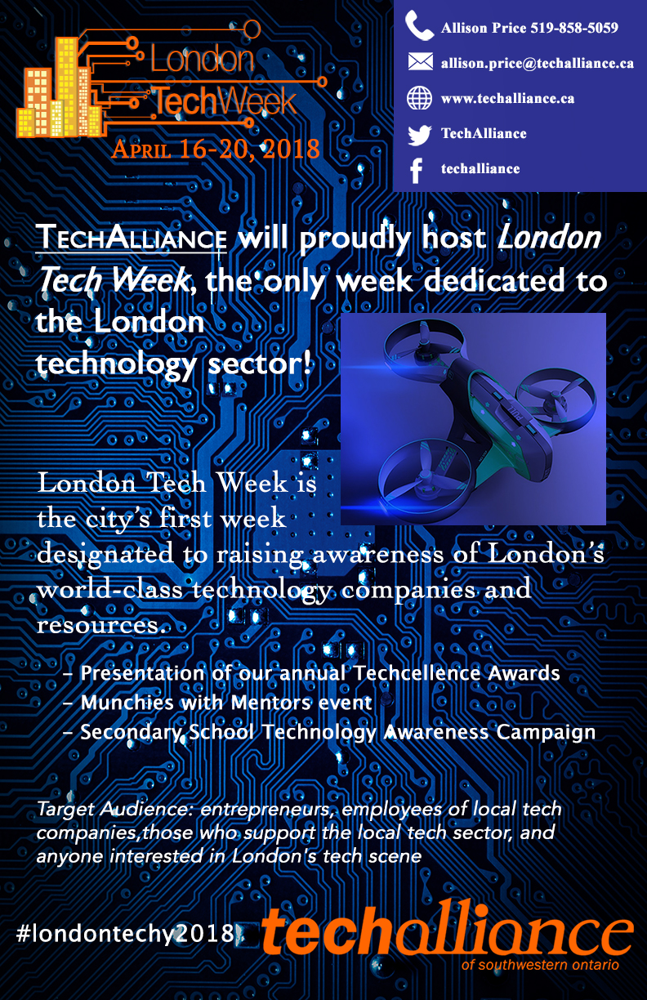 London
TechWeek
April 16-20, 2018
Allison Price 519-858-5059
allison.price@techalliance.ca
www.techalliance.ca
TechAlliance
techalliance
TechAlliance will proudly host London
Tech Week, the only week dedicated to
the London
technology sector!
London Tech Week is
the city's first week
designated to raising awareness of London's
world-class technology companies and
resources.
– Presentation of our annual Techcellence Awards
– Munchies with Mentors event
– Secondary School Technology Awareness Campaign
Target Audience: entrepreneurs, employees of local tech
companies,those who support the local tech sector, and
anyone interested in London's tech scene
#londontechy2018
techalliance
of southwestern ontario